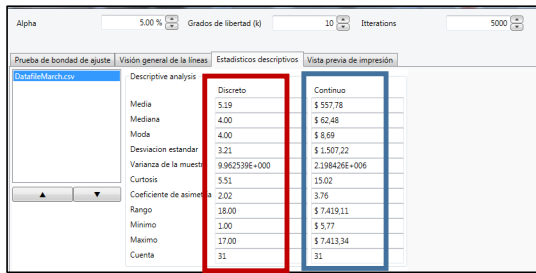 Alpha 5.00 % Grados de libertad (k) 10 Itterations 5000
Prueba de bondad de ajuste Visión general de la líneas Estadisticos descriptivos Vista previa de impresión
DatafileMarch.csv Descriptive analysis
Discreto Continuo
Media 5.19 $ 557,78
Mediana 4.00 $ 62,48
Moda 4.00 $ 8,69
Desviacion estandar 3.21 $ 1.507,22
Varianza de la muestr 9.962539E+000 2.198426E+006
Curtosis 5.51 15.02
Coeficiente de asimetria 2.02 3.76
Rango 18.00 $ 7.419,11
Minimo 1.00 $ 5,77
Maximo 17.00 $ 7.413,34
Cuenta 31 31